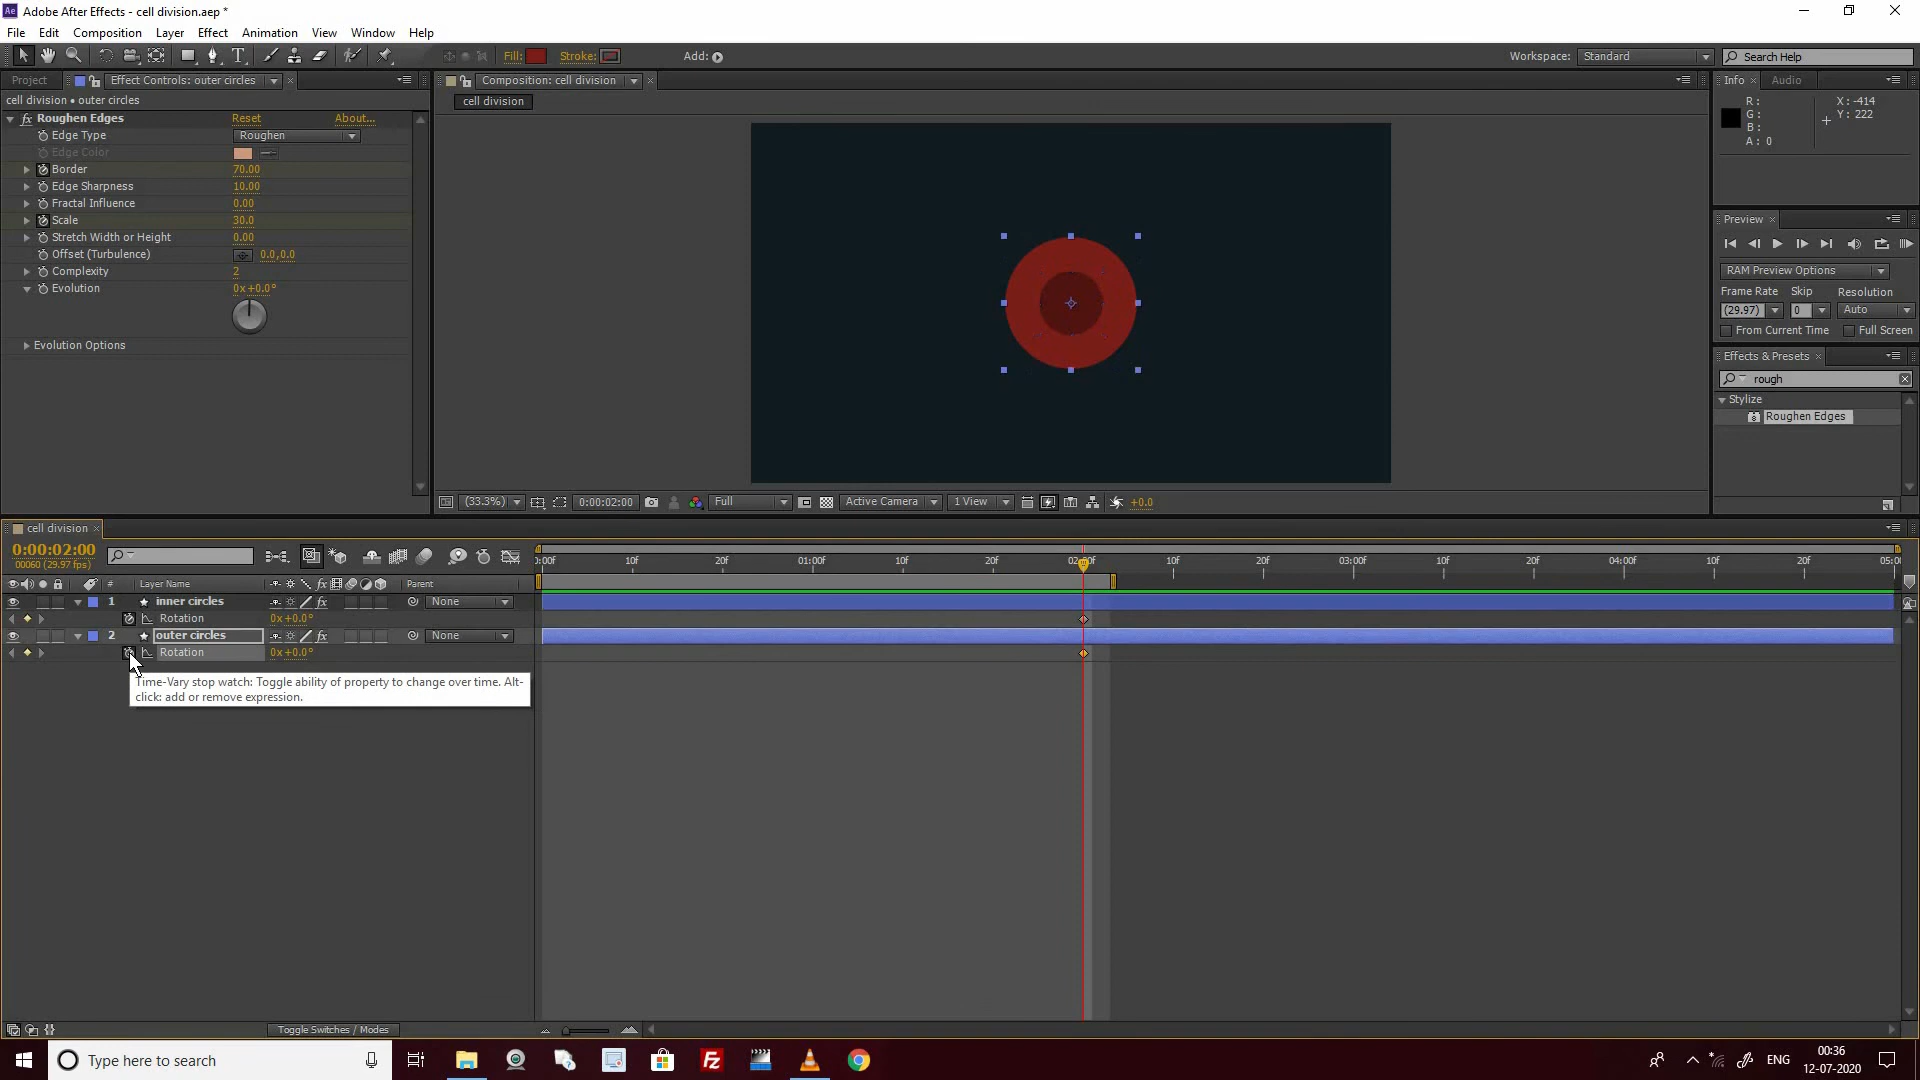 Adobe After Effects - cell division.aep *
File Edit Composition Layer Effect Animation View Window Help
Fill: Stroke: Add: Workspace: Standard Search Help
Project Effect Controls: outer circles Composition: cell division Info Audio
cell division • outer circles
cell division
R: X: -414
G: Y: 222
B:
A: 0
fx Roughen Edges Reset About...
Edge Type Roughen
Edge Color
Border 70.00
Edge Sharpness 10.00
Fractal Influence 0.00
Scale 30.0
Stretch Width or Height 0.00
Offset (Turbulence) 0.0,0.0
Complexity 2
Evolution 0x+0.0°
Evolution Options
Preview
RAM Preview Options
Frame Rate Skip Resolution
(29.97) 0 Auto
From Current Time Full Screen
Effects & Presets
rough
Stylize
Roughen Edges
(33.3%) 0:00:02:00 Full Active Camera 1 View +0.0
cell division
0:00:02:00
00060 (29.97 fps)
):00f 10f 20f 01:00f 10f 20f 02:00f 10f 20f 03:00f 10f 20f 04:00f 10f 20f 05:00
# Layer Name fx Parent
1 inner circles fx None
Rotation 0x+0.0°
2 outer circles fx None
Rotation 0x+0.0°
Time-Vary stop watch: Toggle ability of property to change over time. Alt-
click: add or remove expression.
Toggle Switches / Modes
Type here to search
ENG
00:36
12-07-2020